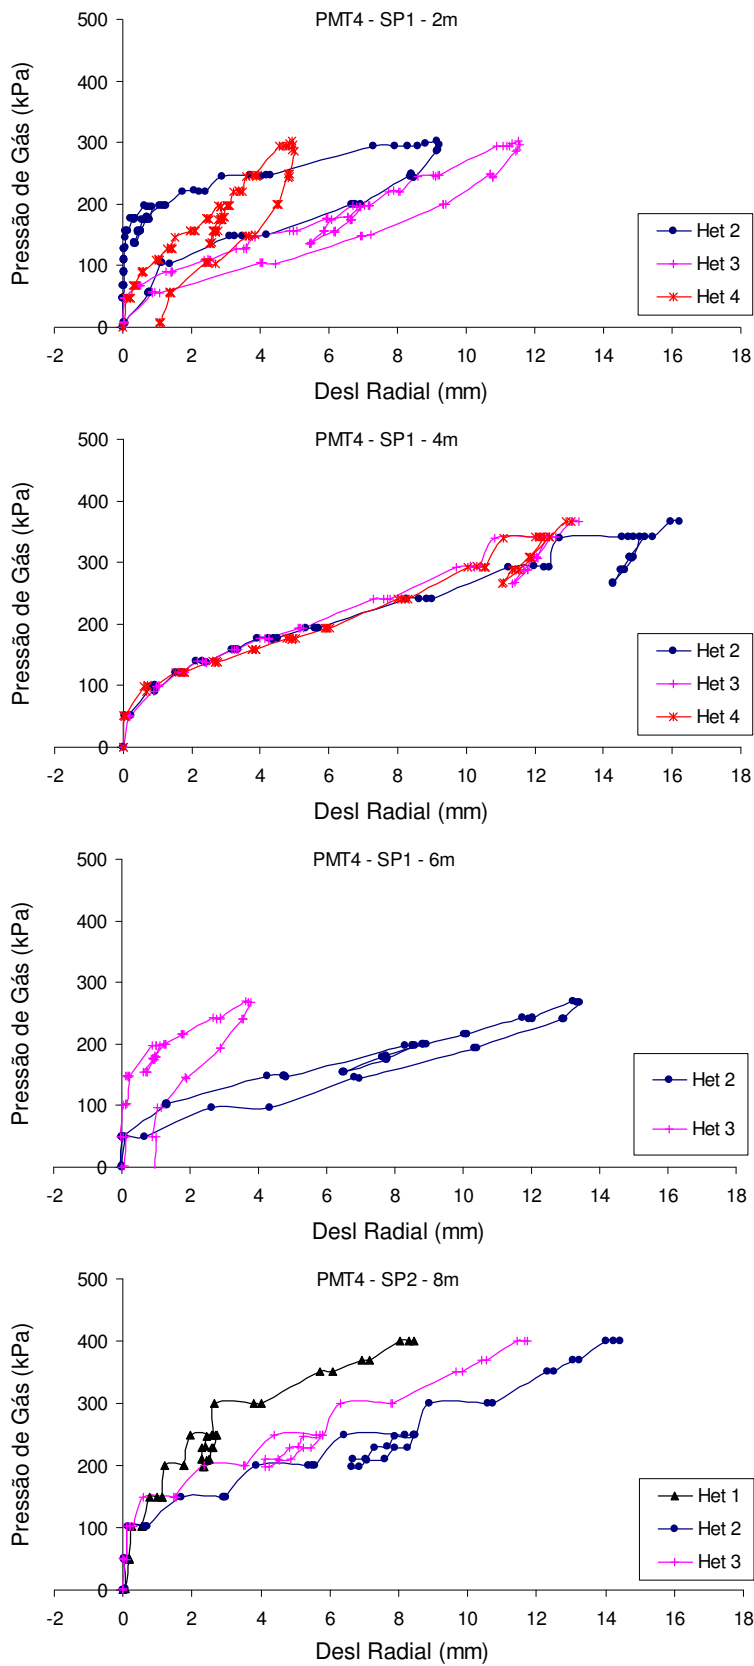 PMT4 - SP1 - 2m
500
400
300
200
100
0
-2 0 2 4 6 8 10 12 14 16 18
Pressão de Gás (kPa)
Desl Radial (mm)
Het 2
Het 3
Het 4
PMT4 - SP1 - 4m
500
400
300
200
100
0
-2 0 2 4 6 8 10 12 14 16 18
Pressão de Gás (kPa)
Desl Radial (mm)
Het 2
Het 3
Het 4
PMT4 - SP1 - 6m
500
400
300
200
100
0
-2 0 2 4 6 8 10 12 14 16 18
Pressão de Gás (kPa)
Desl Radial (mm)
Het 2
Het 3
PMT4 - SP2 - 8m
500
400
300
200
100
0
-2 0 2 4 6 8 10 12 14 16 18
Pressão de Gás (kPa)
Desl Radial (mm)
Het 1
Het 2
Het 3